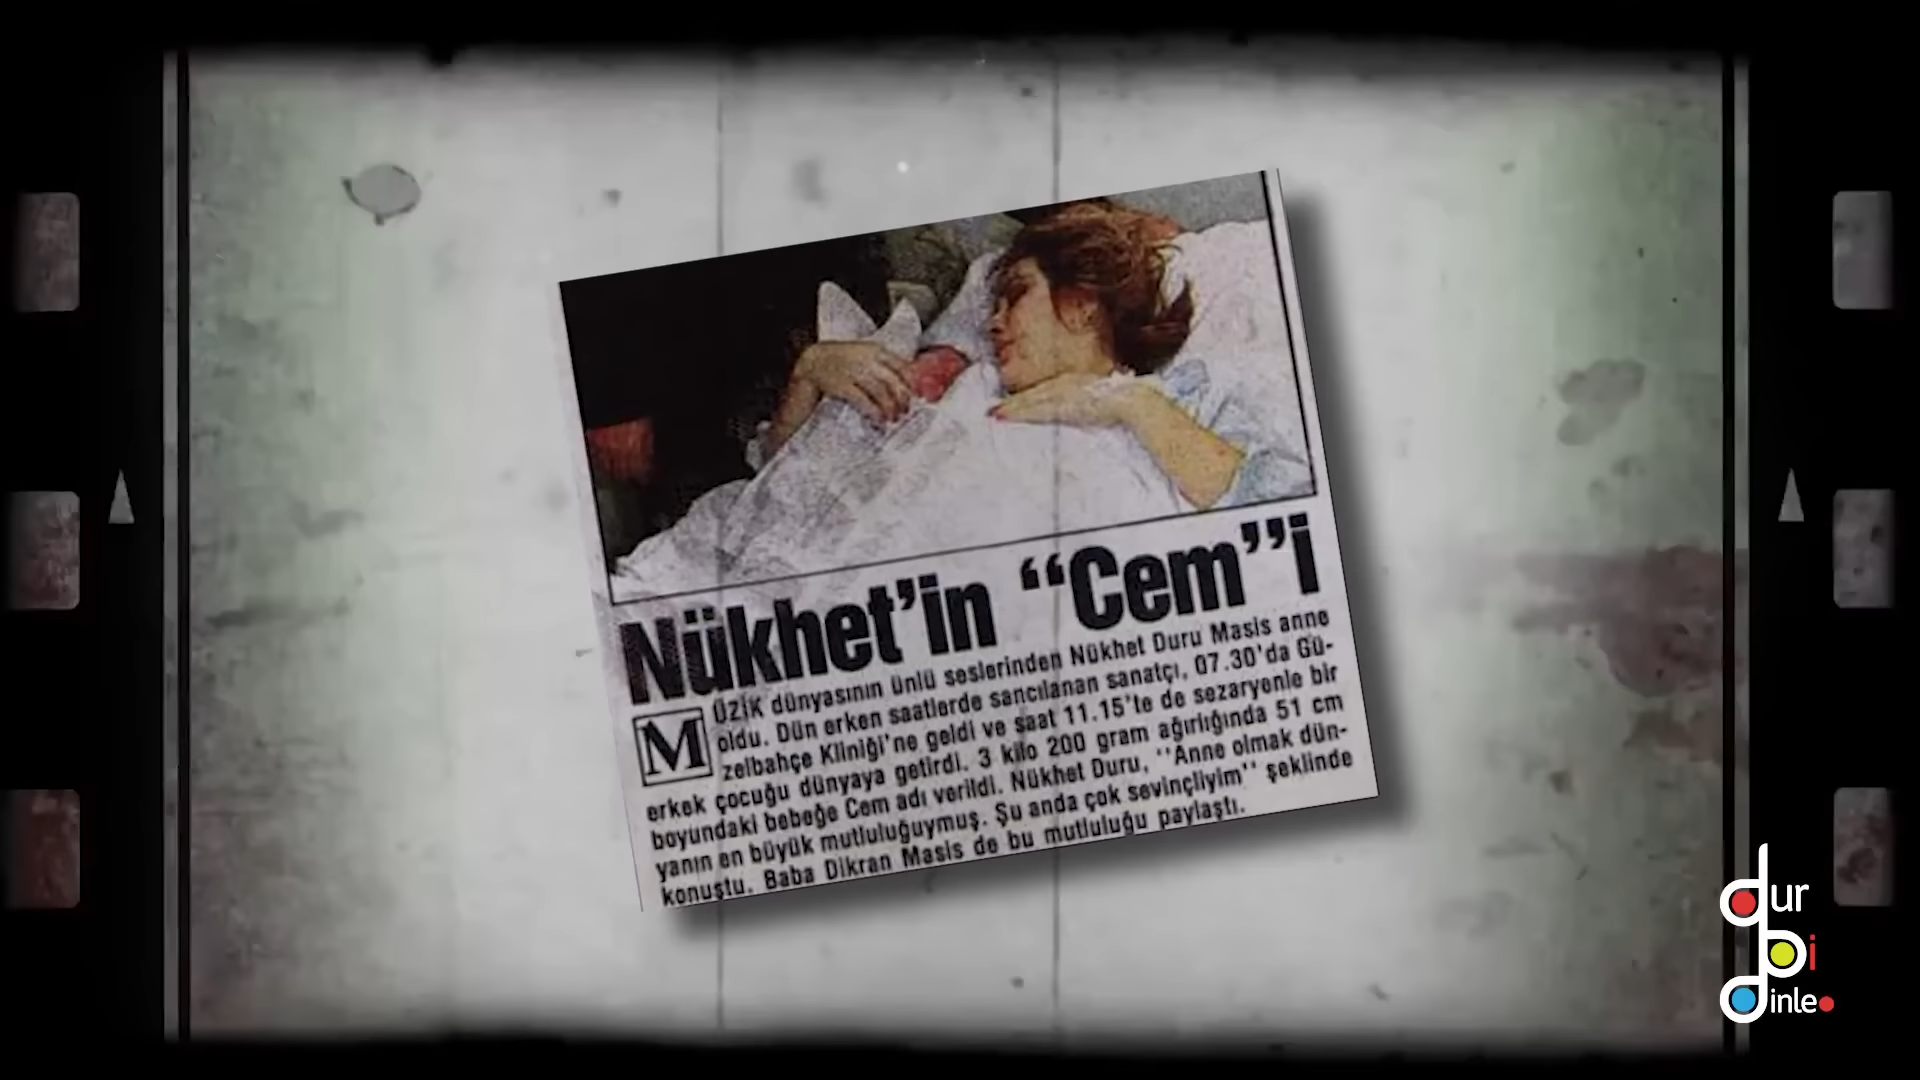 Nükhet'in “Cem”i
MÜZİK dünyasının ünlü seslerinden Nükhet Duru Masis anne
oldu. Dün erken saatlerde sancılanan sanatçı, 07.30'da Gü-
zelbahçe Kliniği'ne geldi ve saat 11.15'te de sezaryenle bir
erkek çocuğu dünyaya getirdi. 3 kilo 200 gram ağırlığında 51 cm
boyundaki bebeğe Cem adı verildi. Nükhet Duru, “Anne olmak dün-
yanın en büyük mutluluğuymuş. Şu anda çok sevinçliyim” şeklinde
konuştu. Baba Dikran Masis de bu mutluluğu paylaştı.
dur
bi
dinle